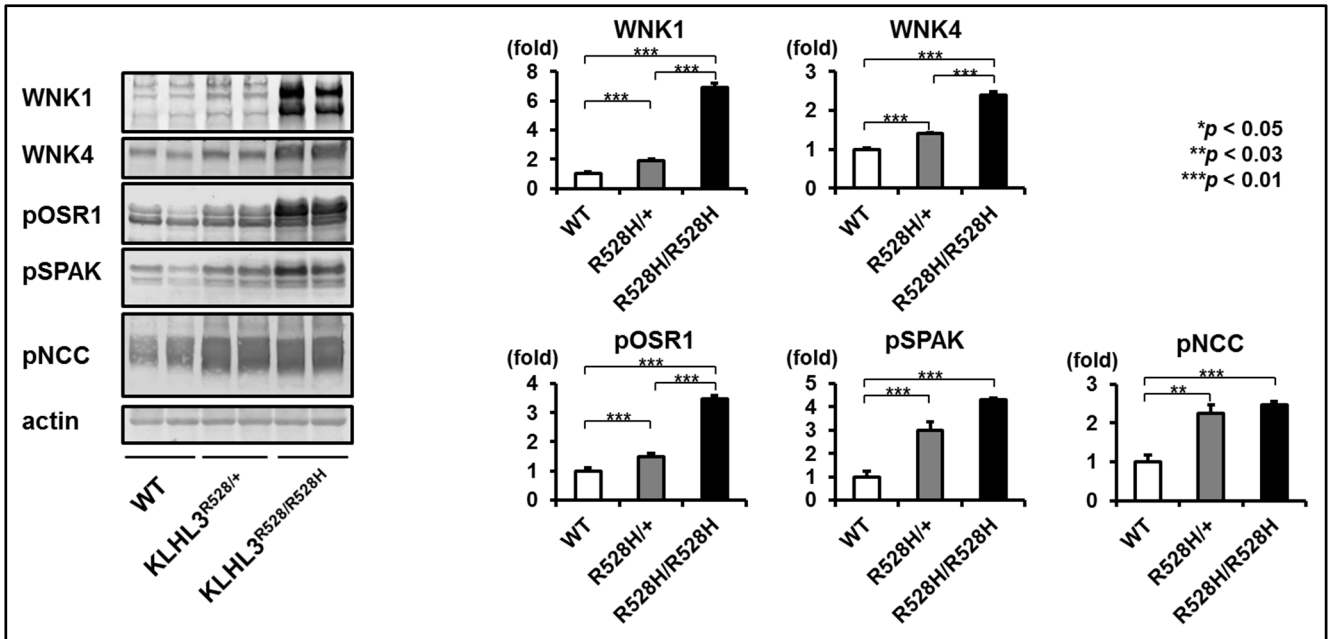 WNK1
WNK4
pOSR1
pSPAK
pNCC
actin
WT
KLHL3R528/+
KLHL3R528/R528H
WNK1
(fold)
***
***
***
8
6
4
2
0
WT
R528H/+
R528H/R528H
WNK4
(fold)
***
***
***
3
2
1
0
WT
R528H/+
R528H/R528H
*p < 0.05
**p < 0.03
***p < 0.01
pOSR1
(fold)
***
***
***
4
3
2
1
0
WT
R528H/+
R528H/R528H
pSPAK
(fold)
***
***
5
4
3
2
1
0
WT
R528H/+
R528H/R528H
pNCC
(fold)
***
**
3
2
1
0
WT
R528H/+
R528H/R528H